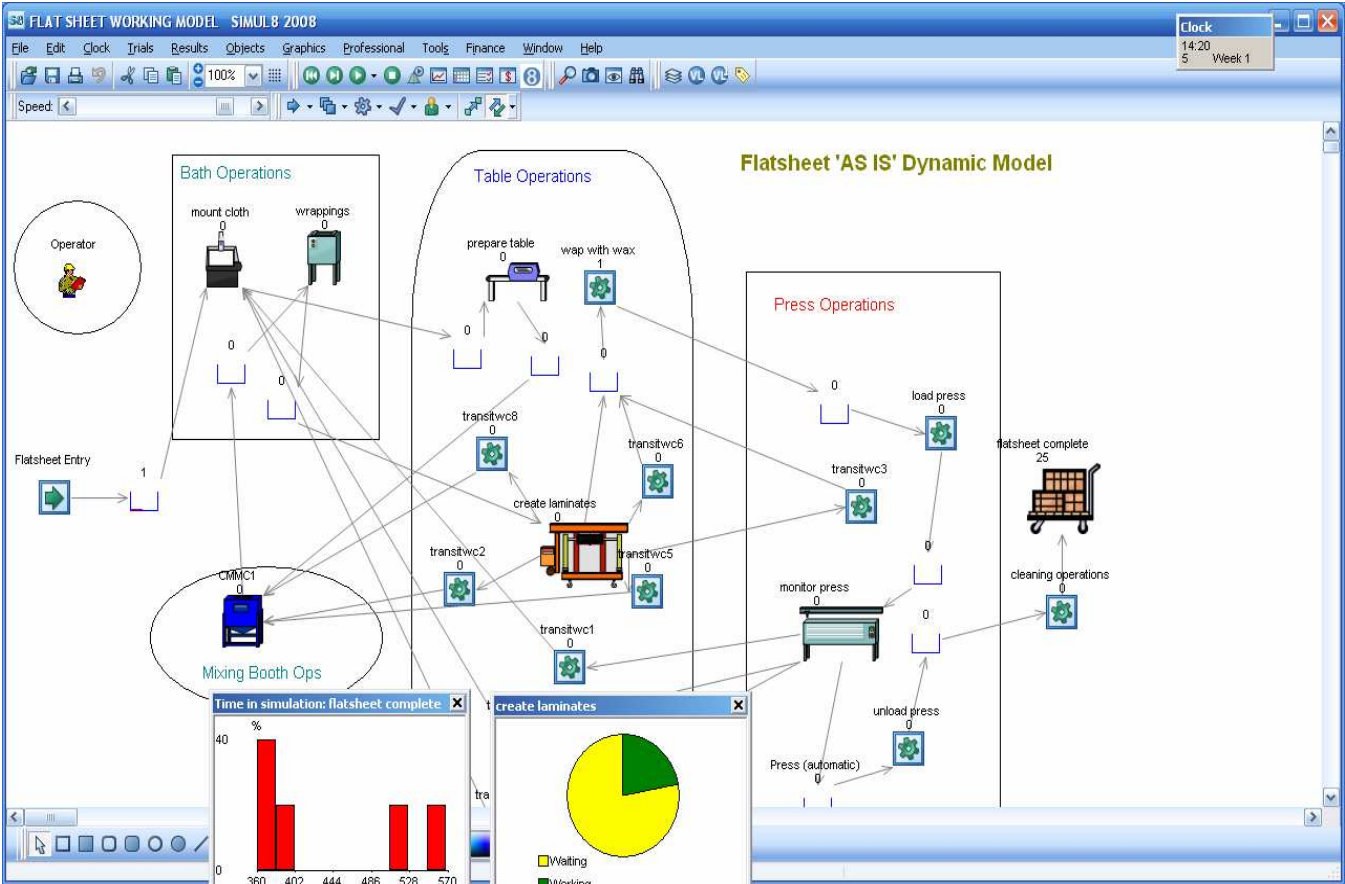 S8 FLAT SHEET WORKING MODEL SIMUL8 2008
Clock
14:20
5 Week 1
File Edit Clock Trials Results Objects Graphics Professional Tools Finance Window Help
100%
Speed:
Flatsheet 'AS IS' Dynamic Model
Bath Operations
Table Operations
Press Operations
Operator
mount cloth
0
wrappings
0
0
0
prepare table
0
wap with wax
1
0
0
0
transitwc8
0
transitwc6
0
create laminates
0
transitwc2
0
transitwc5
0
transitwc1
0
Flatsheet Entry
1
CMMC1
0
Mixing Booth Ops
0
load press
0
transitwc3
0
flatsheet complete
25
0
cleaning operations
0
monitor press
0
0
unload press
0
Press (automatic)
0
t
tra
Time in simulation: flatsheet complete
%
40
0
360 402 444 486 528 570
create laminates
Waiting
Working